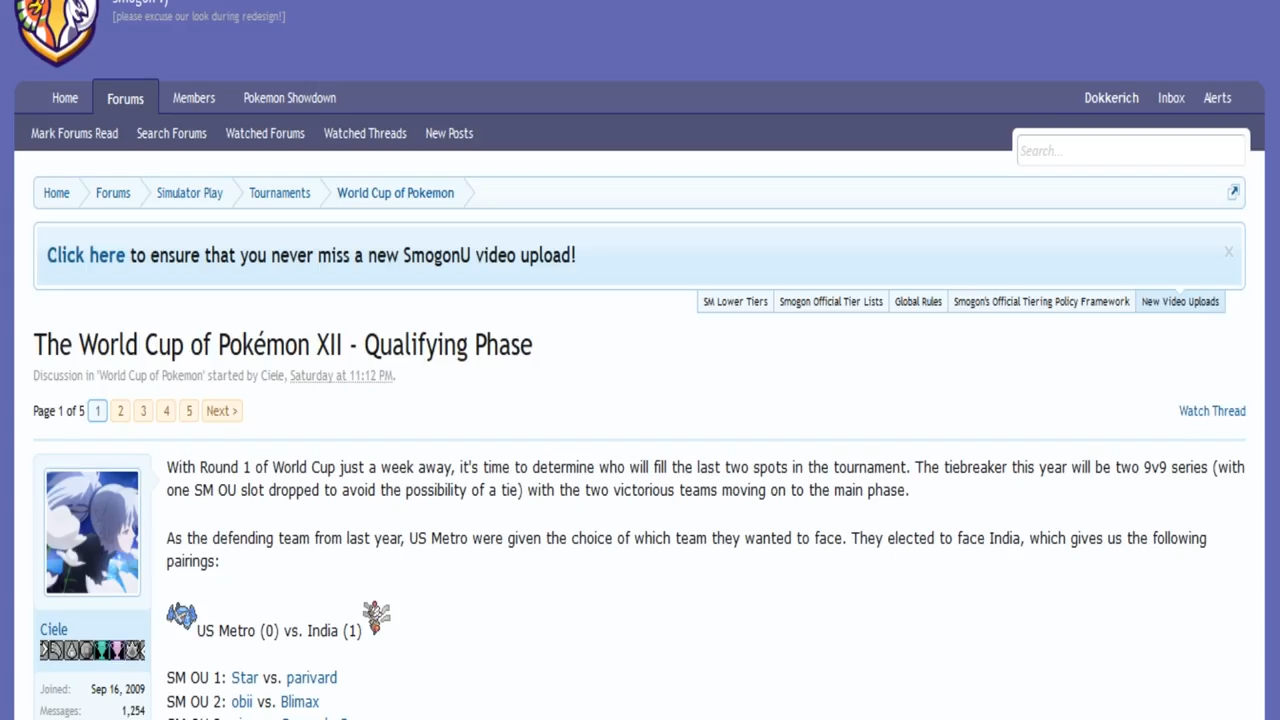 [please excuse our look during redesign!]
Home Forums Members Pokemon Showdown Dokkerich Inbox Alerts
Mark Forums Read Search Forums Watched Forums Watched Threads New Posts
Search...
Home Forums Simulator Play Tournaments World Cup of Pokemon
Click here to ensure that you never miss a new SmogonU video upload! X
SM Lower Tiers Smogon Official Tier Lists Global Rules Smogon's Official Tiering Policy Framework New Video Uploads
The World Cup of Pokémon XII - Qualifying Phase
Discussion in 'World Cup of Pokemon' started by Ciele, Saturday at 11:12 PM.
Page 1 of 5 1 2 3 4 5 Next > Watch Thread
With Round 1 of World Cup just a week away, it's time to determine who will fill the last two spots in the tournament. The tiebreaker this year will be two 9v9 series (with
one SM OU slot dropped to avoid the possibility of a tie) with the two victorious teams moving on to the main phase.
As the defending team from last year, US Metro were given the choice of which team they wanted to face. They elected to face India, which gives us the following
pairings:
US Metro (0) vs. India (1)
Ciele
SM OU 1: Star vs. parivard
Joined: Sep 16, 2009
SM OU 2: obii vs. Blimax
Messages: 1,254